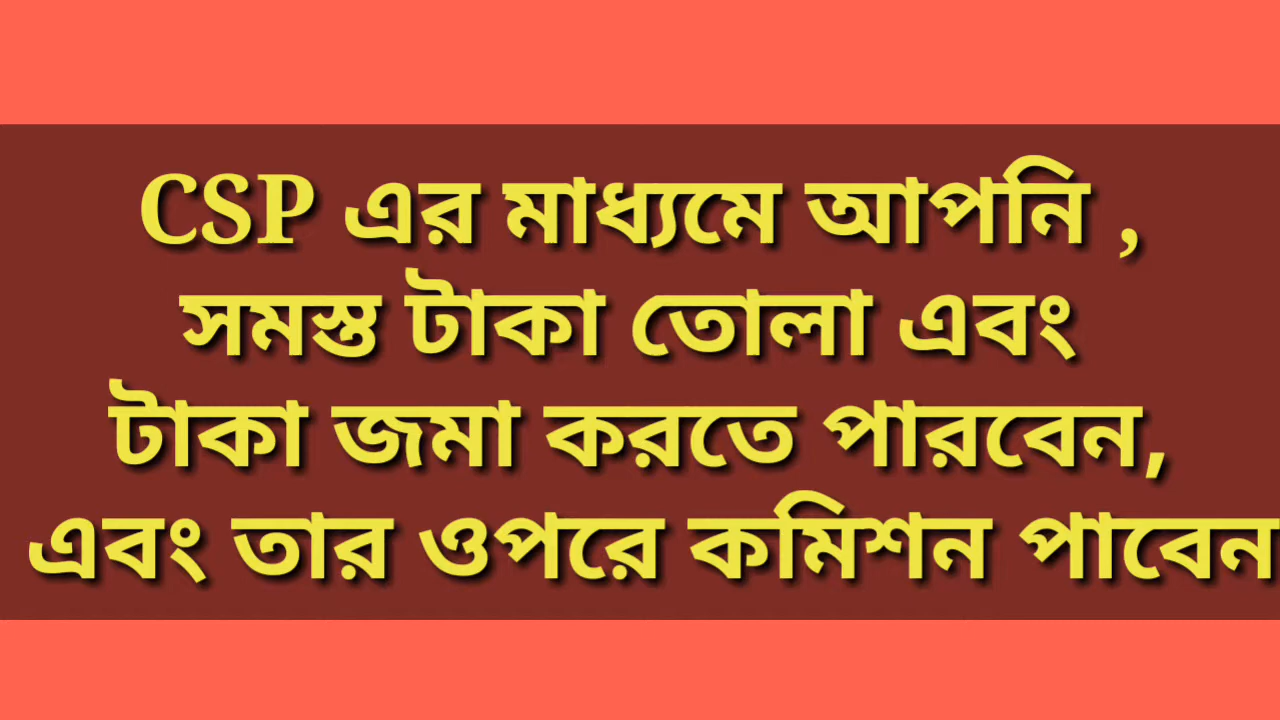 CSP এর মাধ্যমে আপনি ,
সমস্ত টাকা তোলা এবং
টাকা জমা করতে পারবেন,
এবং তার ওপরে কমিশন পাবেন